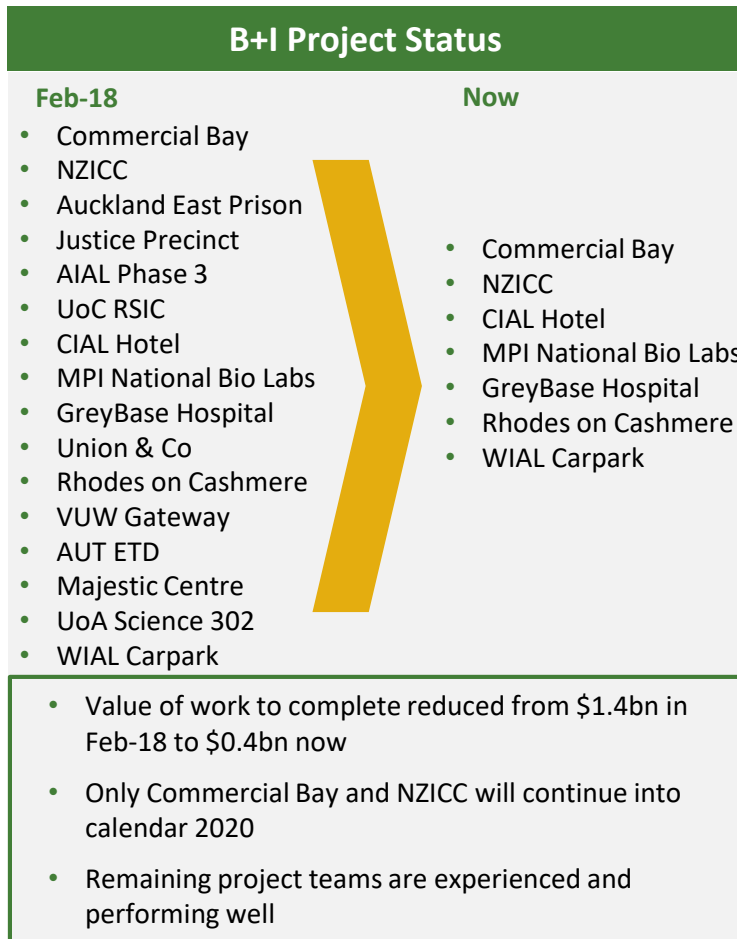 B+I Project Status
Feb-18
• Commercial Bay
• NZICC
• Auckland East Prison
• Justice Precinct
• AIAL Phase 3
• UoC RSIC
• CIAL Hotel
• MPI National Bio Labs
• GreyBase Hospital
• Union & Co
• Rhodes on Cashmere
• VUW Gateway
• AUT ETD
• Majestic Centre
• UoA Science 302
• WIAL Carpark
Now
• Commercial Bay
• NZICC
• CIAL Hotel
• MPI National Bio Labs
• GreyBase Hospital
• Rhodes on Cashmere
• WIAL Carpark
• Value of work to complete reduced from $1.4bn in
Feb-18 to $0.4bn now
• Only Commercial Bay and NZICC will continue into
calendar 2020
• Remaining project teams are experienced and
performing well